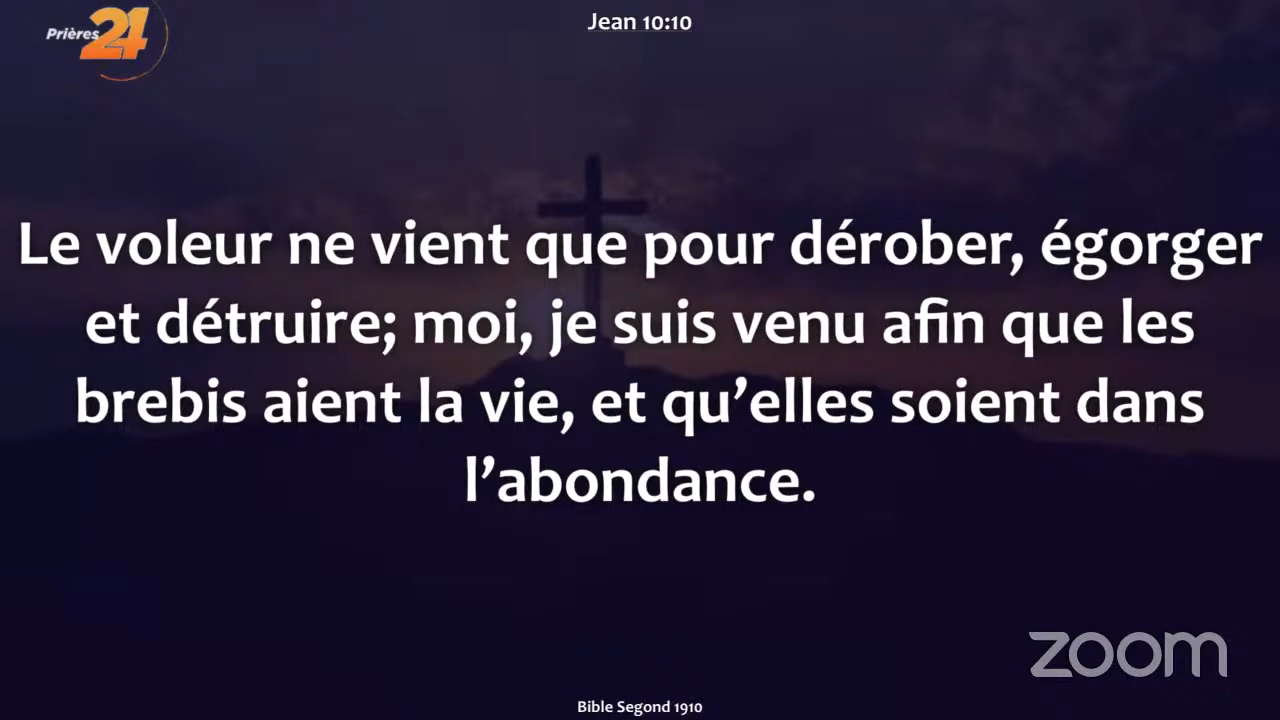 Prières 24
Jean 10:10
Le voleur ne vient que pour dérober, égorger
et détruire; moi, je suis venu afin que les
brebis aient la vie, et qu’elles soient dans
l’abondance.
zoom
Bible Segond 1910